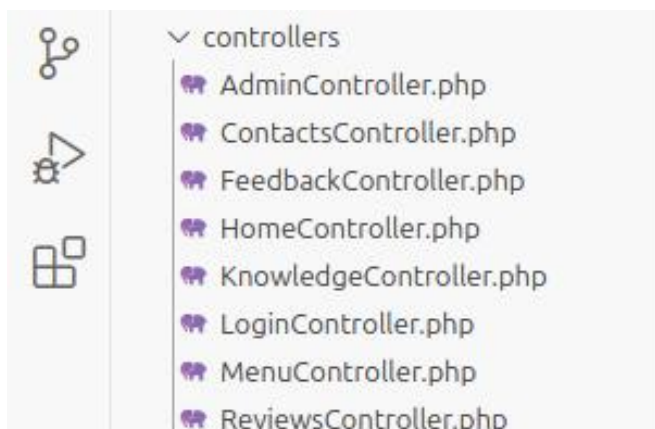 controllers
AdminController.php
ContactsController.php
FeedbackController.php
HomeController.php
KnowledgeController.php
LoginController.php
MenuController.php
ReviewsController.php